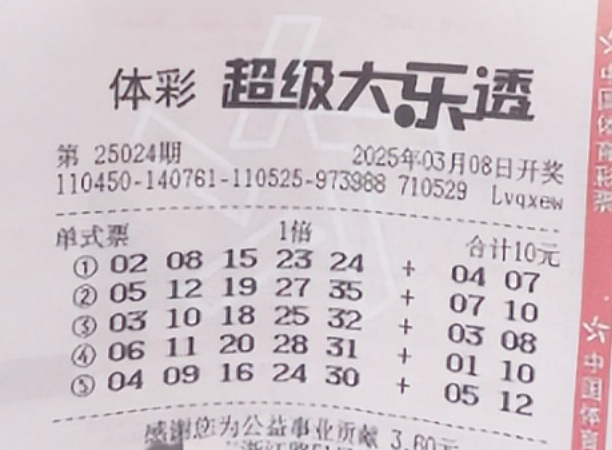 体彩 超级大乐透
第 25024期 2025年03月08日开奖
110450-140761-110525-973988 710529 Lvqxew
单式票 1倍 合计10元
① 02 08 15 23 24 + 04 07
② 05 12 19 27 35 + 07 10
③ 03 10 18 25 32 + 03 08
④ 06 11 20 28 31 + 01 10
⑤ 04 09 16 24 30 + 05 12
感谢您为公益事业贡献 3.60元
中国体育彩票
中国体育